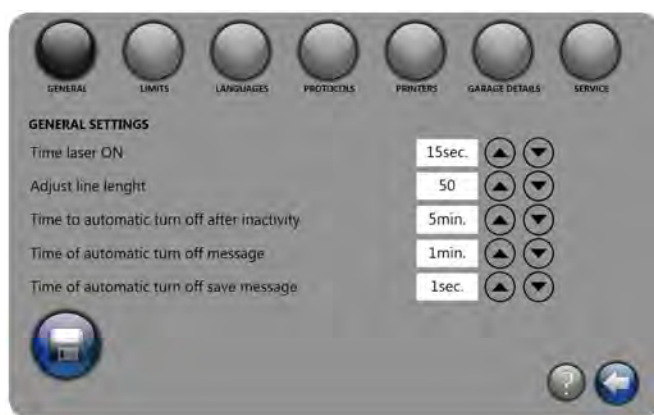 GENERAL LIMITS LANGUAGES PROTOCOLS PRINTERS GARAGE DETAILS SERVICE
GENERAL SETTINGS
Time laser ON 15sec.
Adjust line lenght 50
Time to automatic turn off after inactivity 5min.
Time of automatic turn off message 1min.
Time of automatic turn off save message 1sec.
?